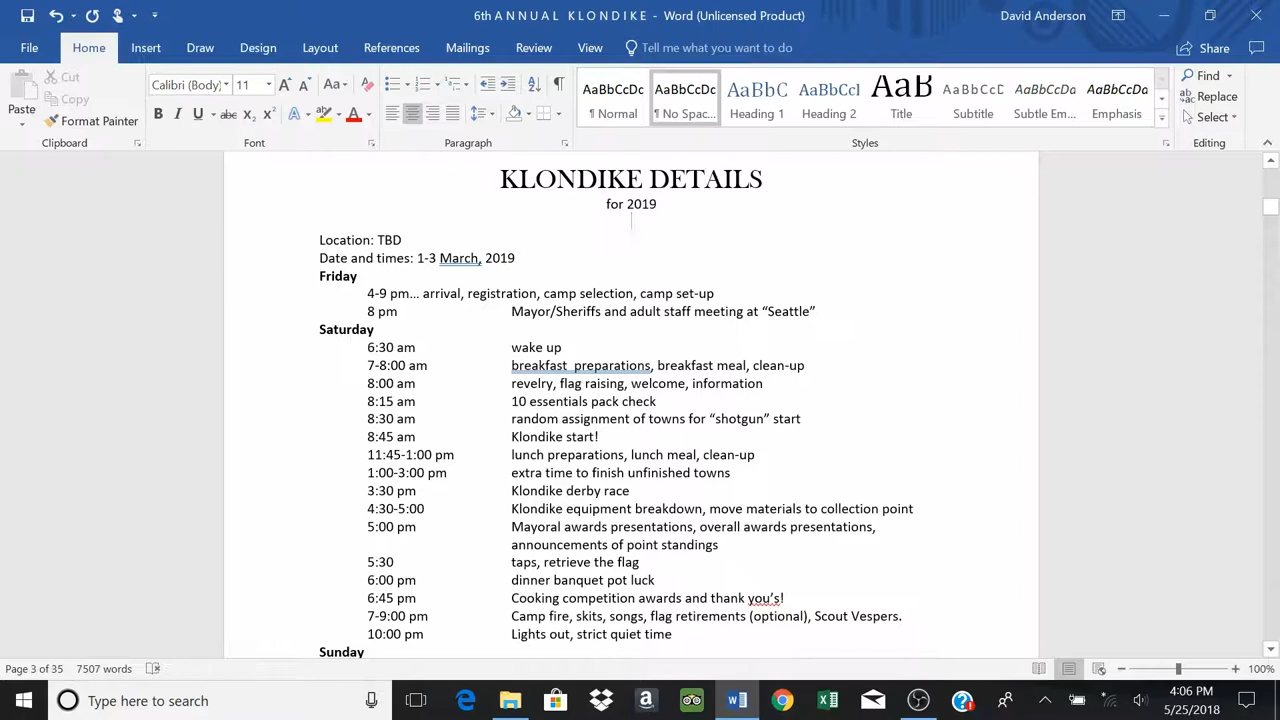 6th A N N U A L  K L O N D I K E - Word (Unlicensed Product)
David Anderson
File Home Insert Draw Design Layout References Mailings Review View Tell me what you want to do Share
Paste
Cut
Copy
Format Painter
Calibri (Body) 11
AaBbCcDc AaBbCcDc AaBbC AaBbCcI AaB AaBbCcD AaBbCcDa AaBbCcDa
¶ Normal ¶ No Spac... Heading 1 Heading 2 Title Subtitle Subtle Em... Emphasis
Find
Replace
Select
Clipboard Font Paragraph Styles Editing
KLONDIKE DETAILS
for 2019
Location: TBD
Date and times: 1-3 March, 2019
Friday
4-9 pm... arrival, registration, camp selection, camp set-up
8 pm Mayor/Sheriffs and adult staff meeting at “Seattle”
Saturday
6:30 am wake up
7-8:00 am breakfast  preparations, breakfast meal, clean-up
8:00 am revelry, flag raising, welcome, information
8:15 am 10 essentials pack check
8:30 am random assignment of towns for “shotgun” start
8:45 am Klondike start!
11:45-1:00 pm lunch preparations, lunch meal, clean-up
1:00-3:00 pm extra time to finish unfinished towns
3:30 pm Klondike derby race
4:30-5:00 Klondike equipment breakdown, move materials to collection point
5:00 pm Mayoral awards presentations, overall awards presentations,
announcements of point standings
5:30 taps, retrieve the flag
6:00 pm dinner banquet pot luck
6:45 pm Cooking competition awards and thank you’s!
7-9:00 pm Camp fire, skits, songs, flag retirements (optional), Scout Vespers.
10:00 pm Lights out, strict quiet time
Sunday
Page 3 of 35 7507 words 100%
Type here to search
4:06 PM
5/25/2018